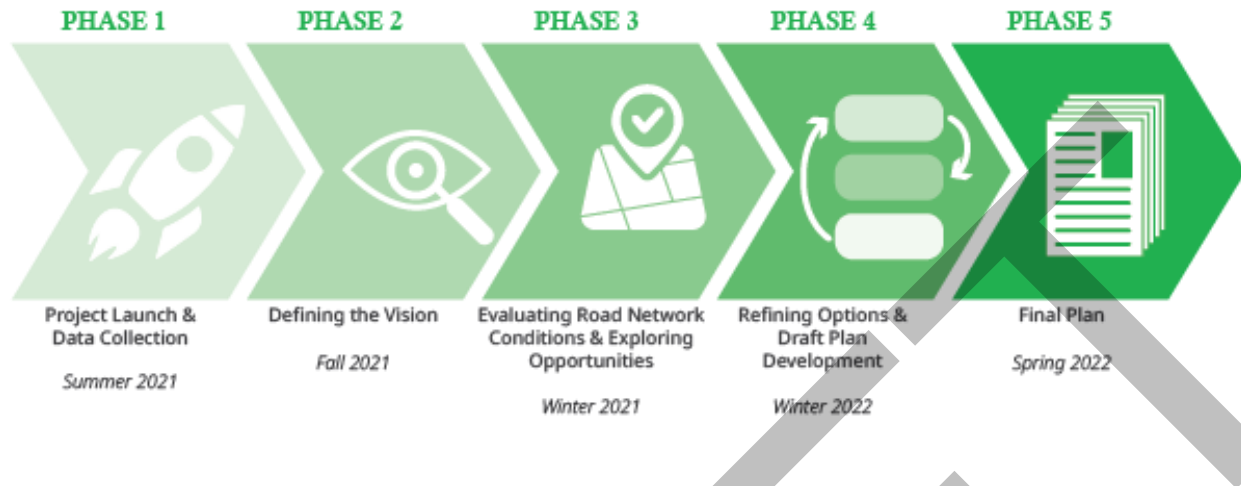 PHASE 1
PHASE 2
PHASE 3
PHASE 4
PHASE 5
Project Launch &
Data Collection
Summer 2021
Defining the Vision
Fall 2021
Evaluating Road Network
Conditions & Exploring
Opportunities
Winter 2021
Refining Options &
Draft Plan
Development
Winter 2022
Final Plan
Spring 2022